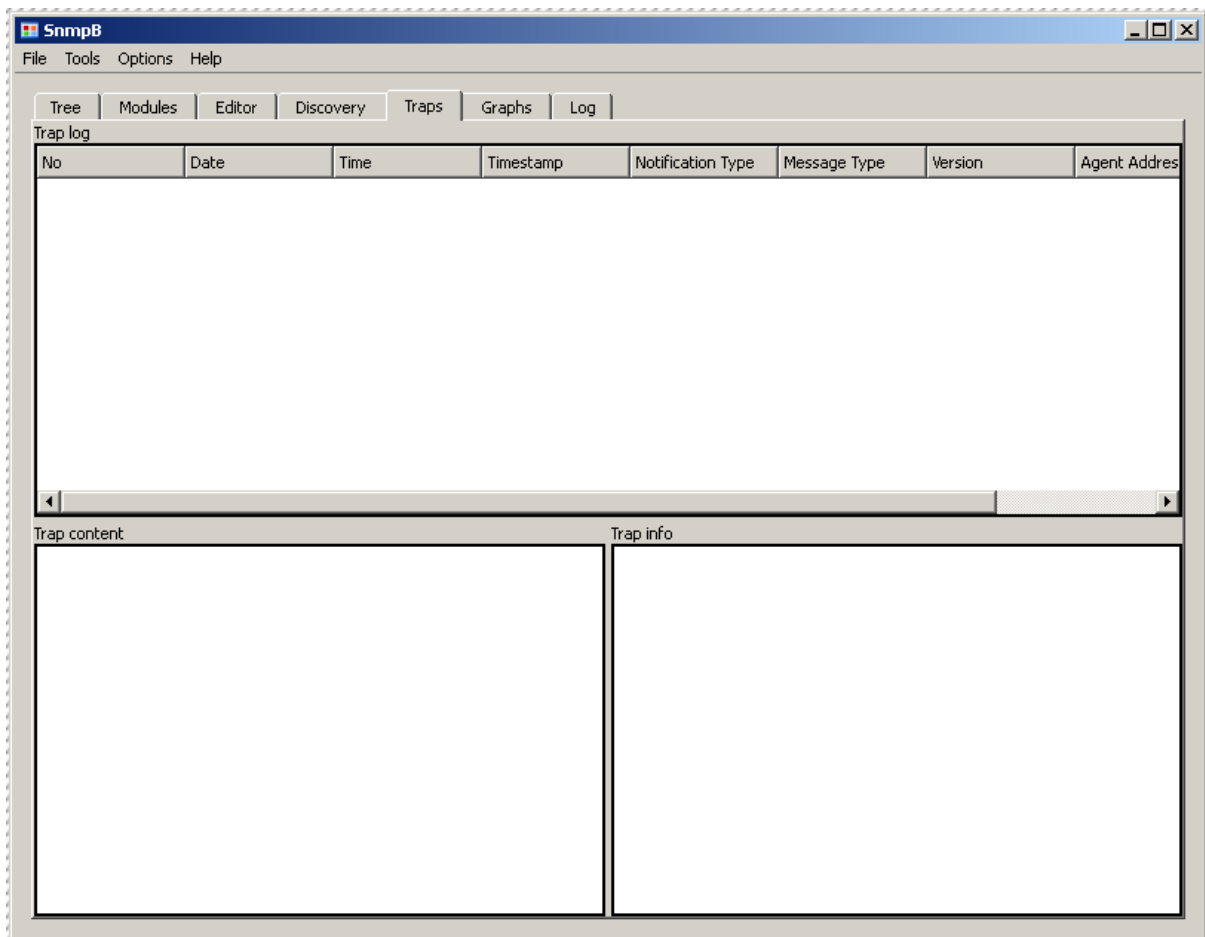 SnmpB
File Tools Options Help
Tree Modules Editor Discovery Traps Graphs Log
Trap log
No Date Time Timestamp Notification Type Message Type Version Agent Addres
Trap content Trap info